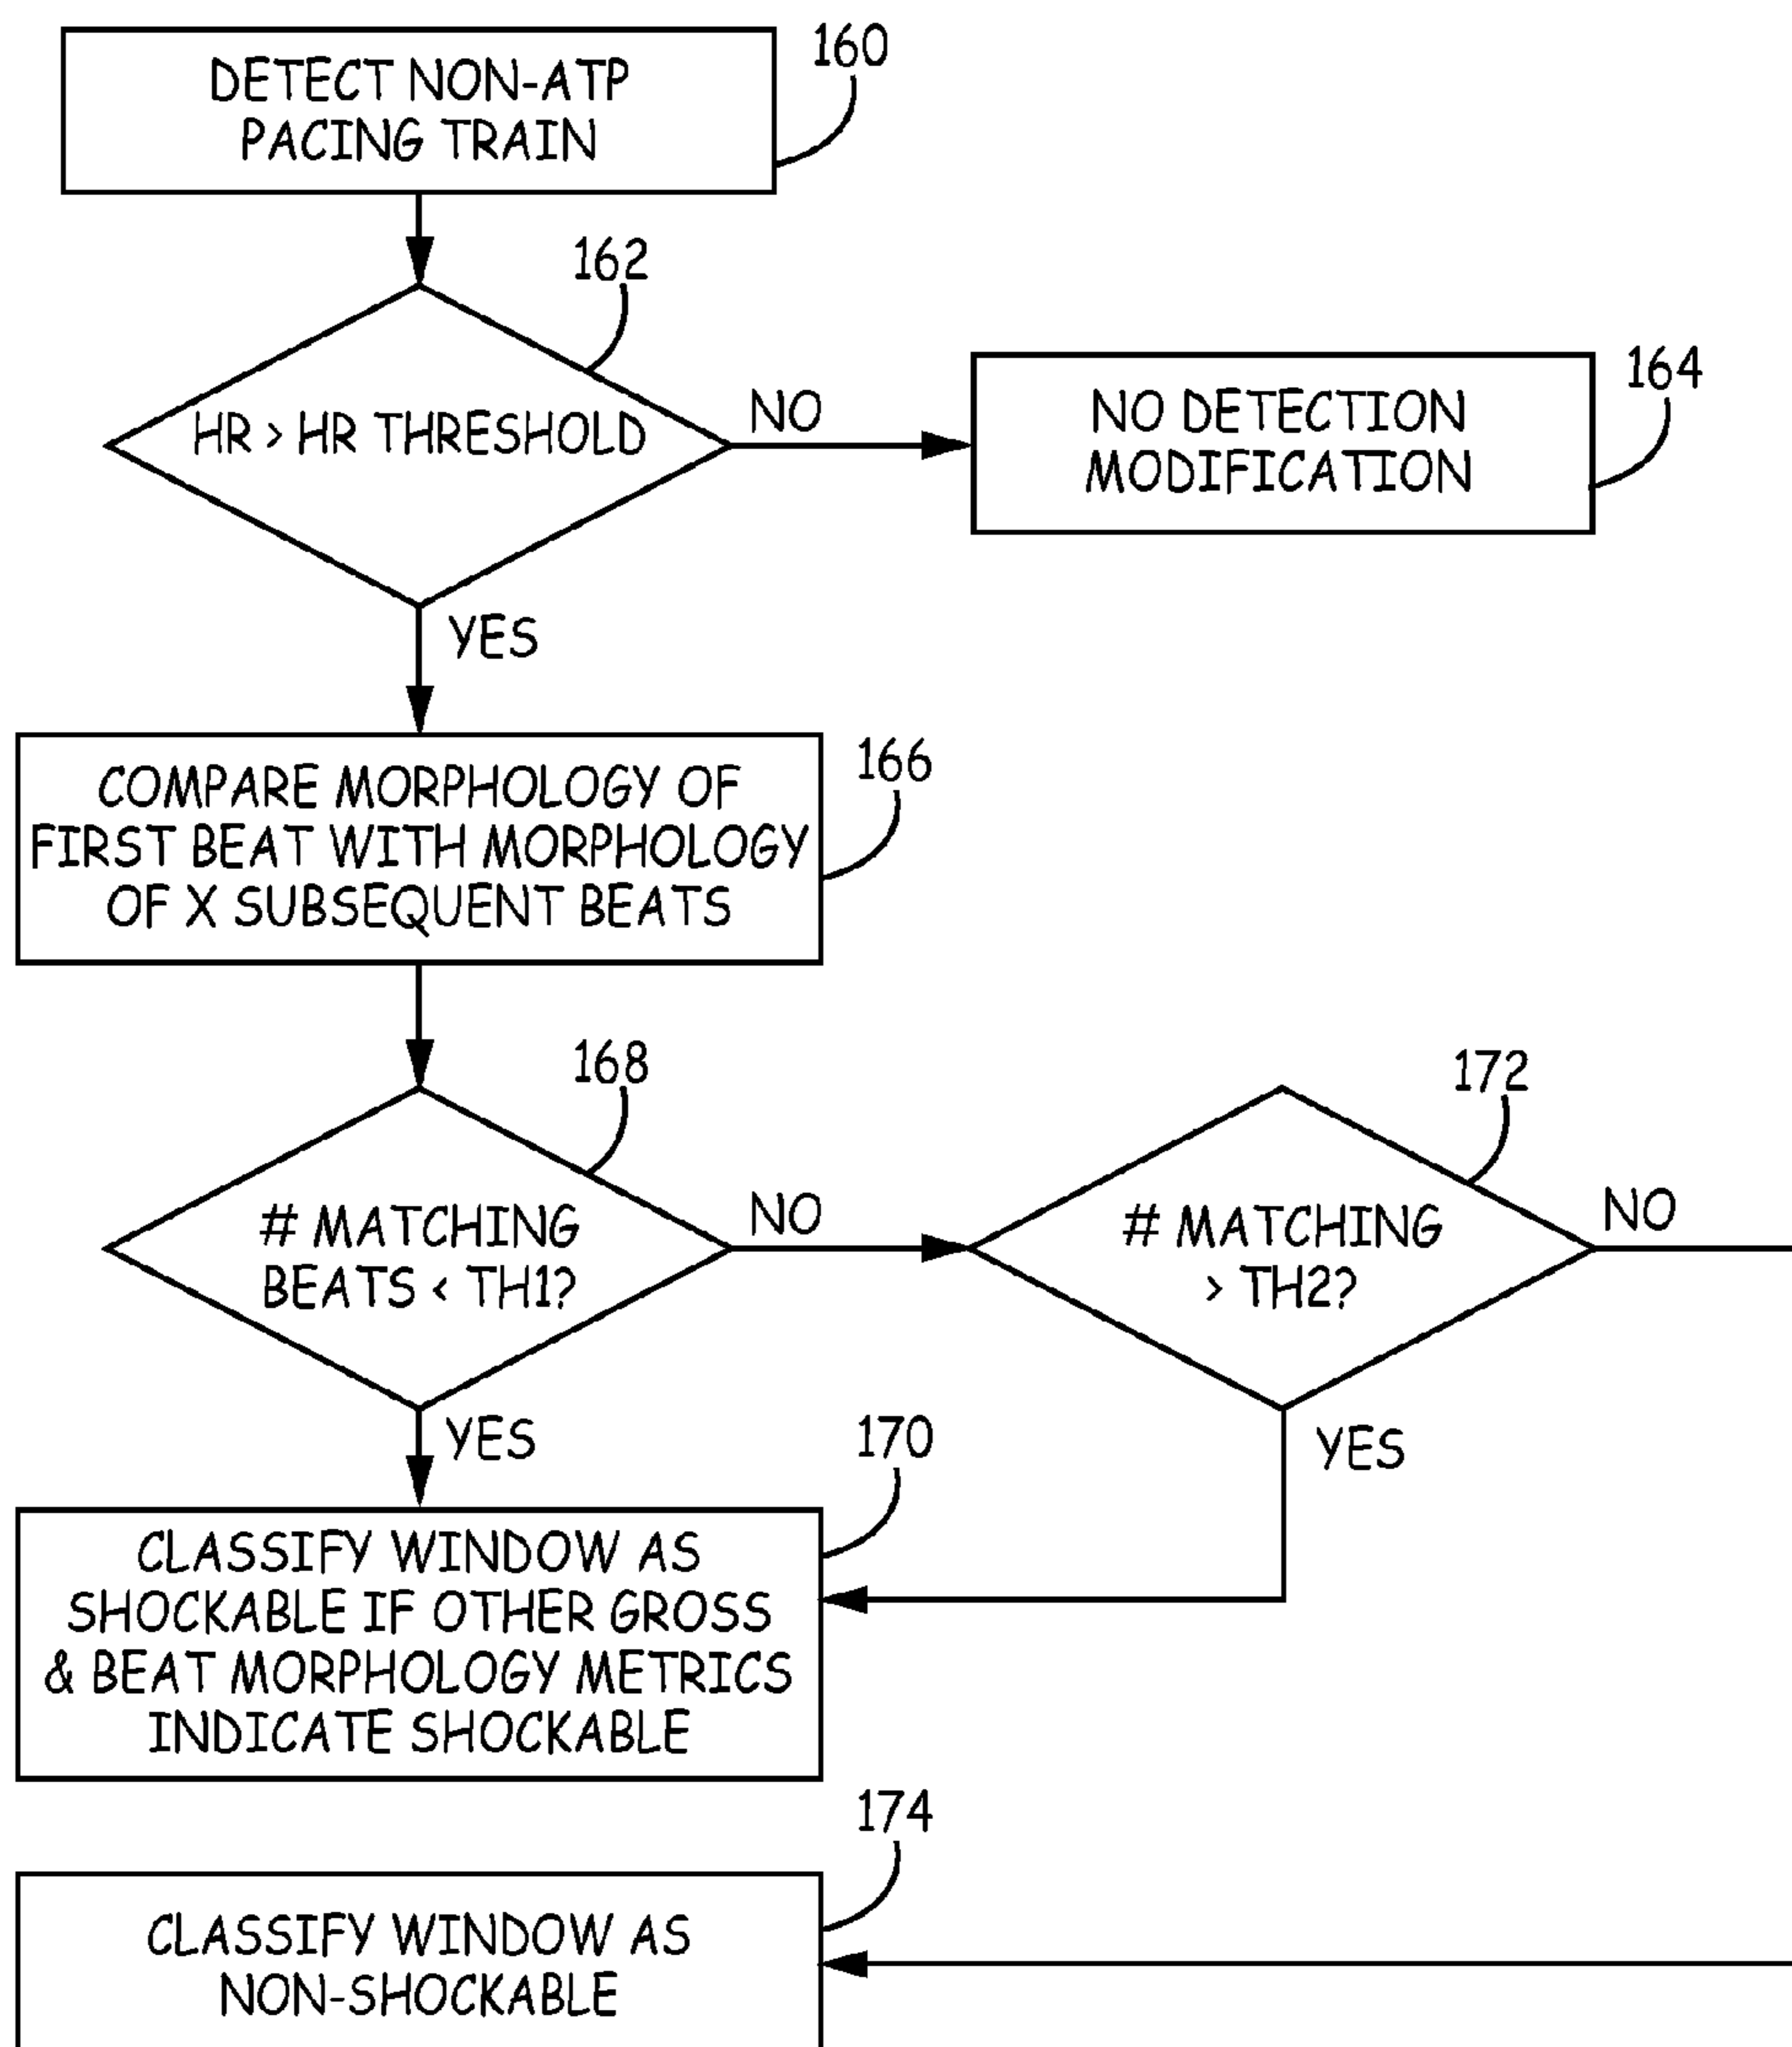 DETECT NON-ATP
PACING TRAIN
160
162
HR > HR THRESHOLD
NO
NO DETECTION
MODIFICATION
164
YES
COMPARE MORPHOLOGY OF
FIRST BEAT WITH MORPHOLOGY
OF X SUBSEQUENT BEATS
166
168
# MATCHING
BEATS < TH1?
NO
172
# MATCHING
> TH2?
NO
YES
YES
170
CLASSIFY WINDOW AS
SHOCKABLE IF OTHER GROSS
& BEAT MORPHOLOGY METRICS
INDICATE SHOCKABLE
174
CLASSIFY WINDOW AS
NON-SHOCKABLE